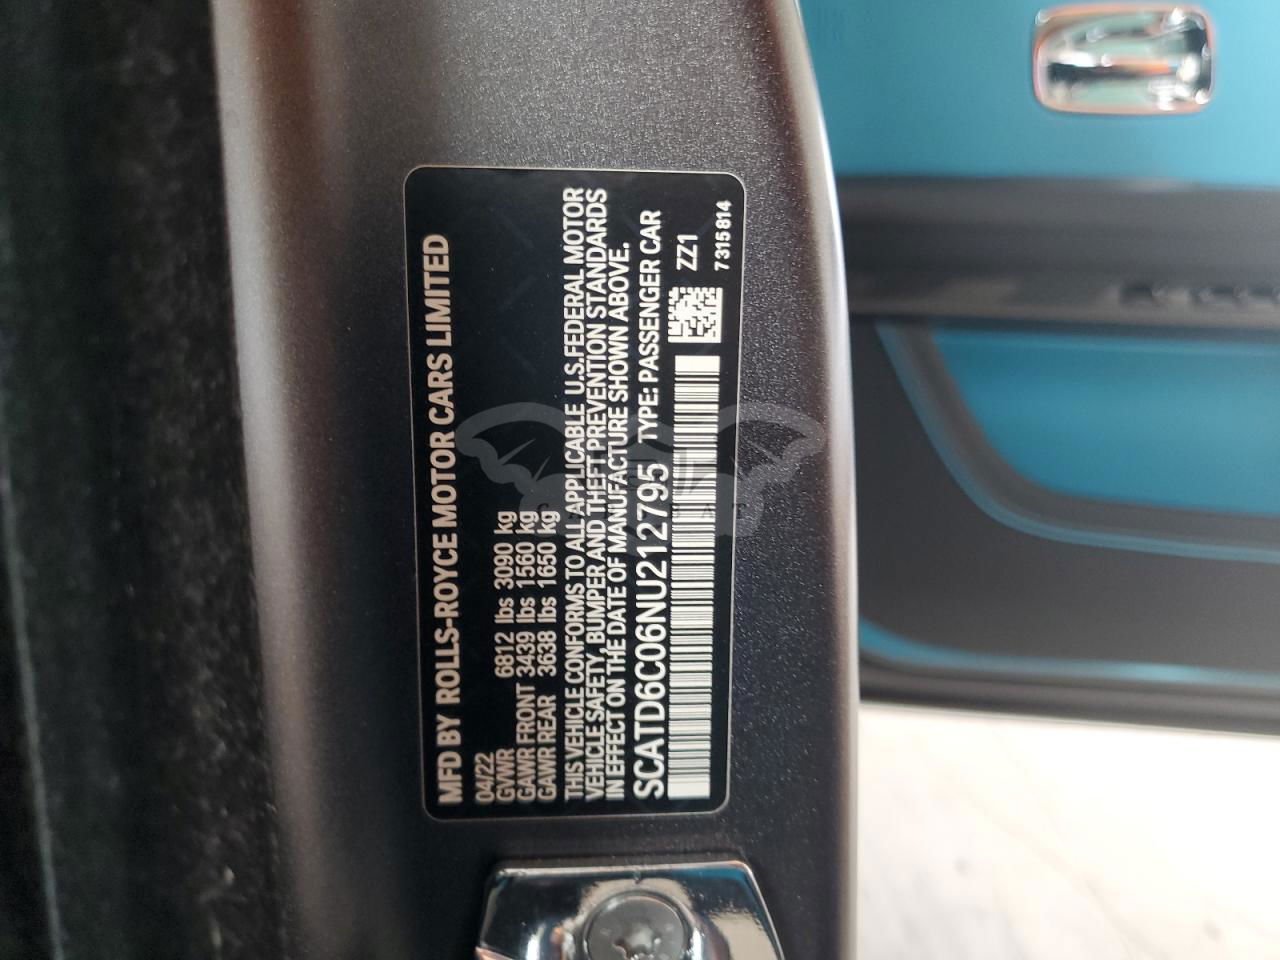 MFD BY ROLLS-ROYCE MOTOR CARS LIMITED
04/22
GVWR 6812 lbs 3090 kg
GAWR FRONT 3439 lbs 1560 kg
GAWR REAR 3638 lbs 1650 kg
THIS VEHICLE CONFORMS TO ALL APPLICABLE U.S.FEDERAL MOTOR
VEHICLE SAFETY, BUMPER AND THEFT PREVENTION STANDARDS
IN EFFECT ON THE DATE OF MANUFACTURE SHOWN ABOVE.
SCATD6C06NU212795 TYPE: PASSENGER CAR
ZZ1
7315814